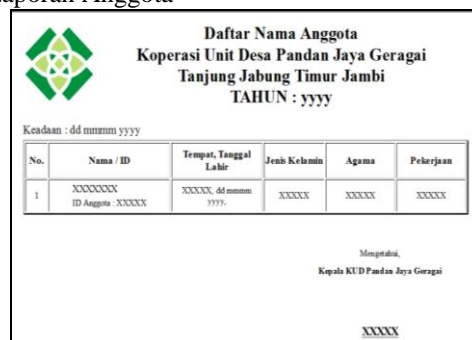 Laporan Anggota
Daftar Nama Anggota
Koperasi Unit Desa Pandan Jaya Geragai
Tanjung Jabung Timur Jambi
TAHUN : yyyy
Keadaan : dd mmmm yyyy
No. Nama / ID Tempat, Tanggal Lahir Jenis Kelamin Agama Pekerjaan
1 XXXXXXX ID Anggota : XXXXX XXXXX, dd mmmm yyyy. XXXXX XXXXX XXXXX
Mengetahui,
Kepala KUD Pandan Jaya Geragai
XXXXX